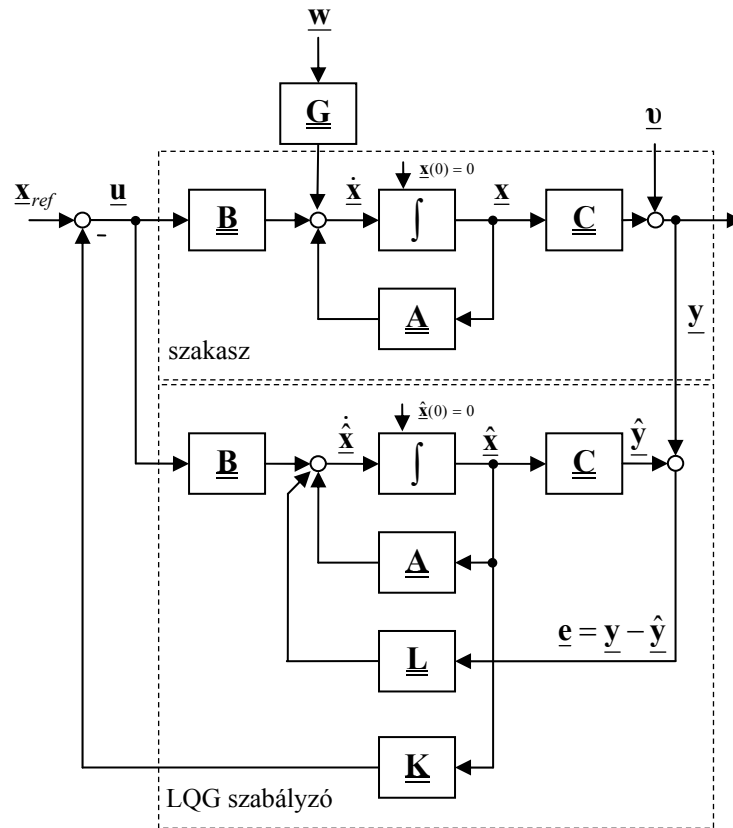 w
G
υ
x(0) = 0
x_ref
u
B
ẋ
∫
x
C
-
A
y
szakasz
x̂(0) = 0
B
x̂̇
∫
x̂
C
ŷ
A
L
e = y − ŷ
K
LQG szabályzó